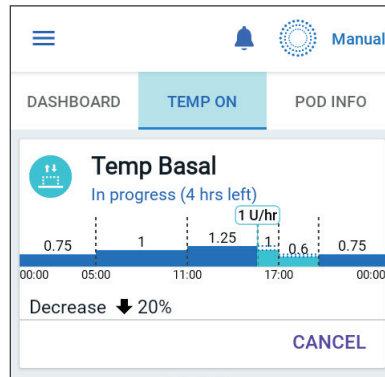 Manual
DASHBOARD TEMP ON POD INFO
Temp Basal
In progress (4 hrs left)
1 U/hr
0.75 1 1.25 1. 0.6 0.75
00:00 05:00 11:00 17:00 00:00
Decrease 20%
CANCEL